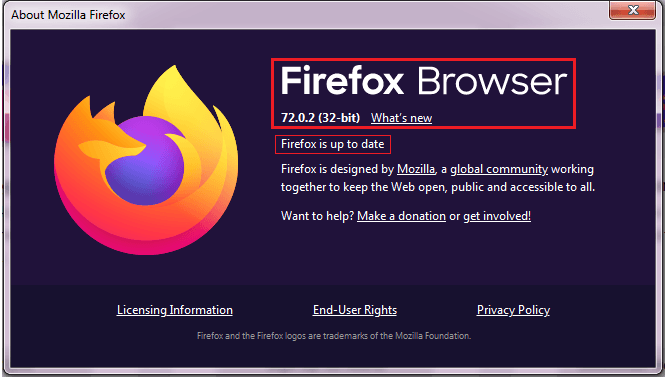 About Mozilla Firefox
Firefox Browser
72.0.2 (32-bit) What's new
Firefox is up to date
Firefox is designed by Mozilla, a global community working
together to keep the Web open, public and accessible to all.
Want to help? Make a donation or get involved!
Licensing Information End-User Rights Privacy Policy
Firefox and the Firefox logos are trademarks of the Mozilla Foundation.